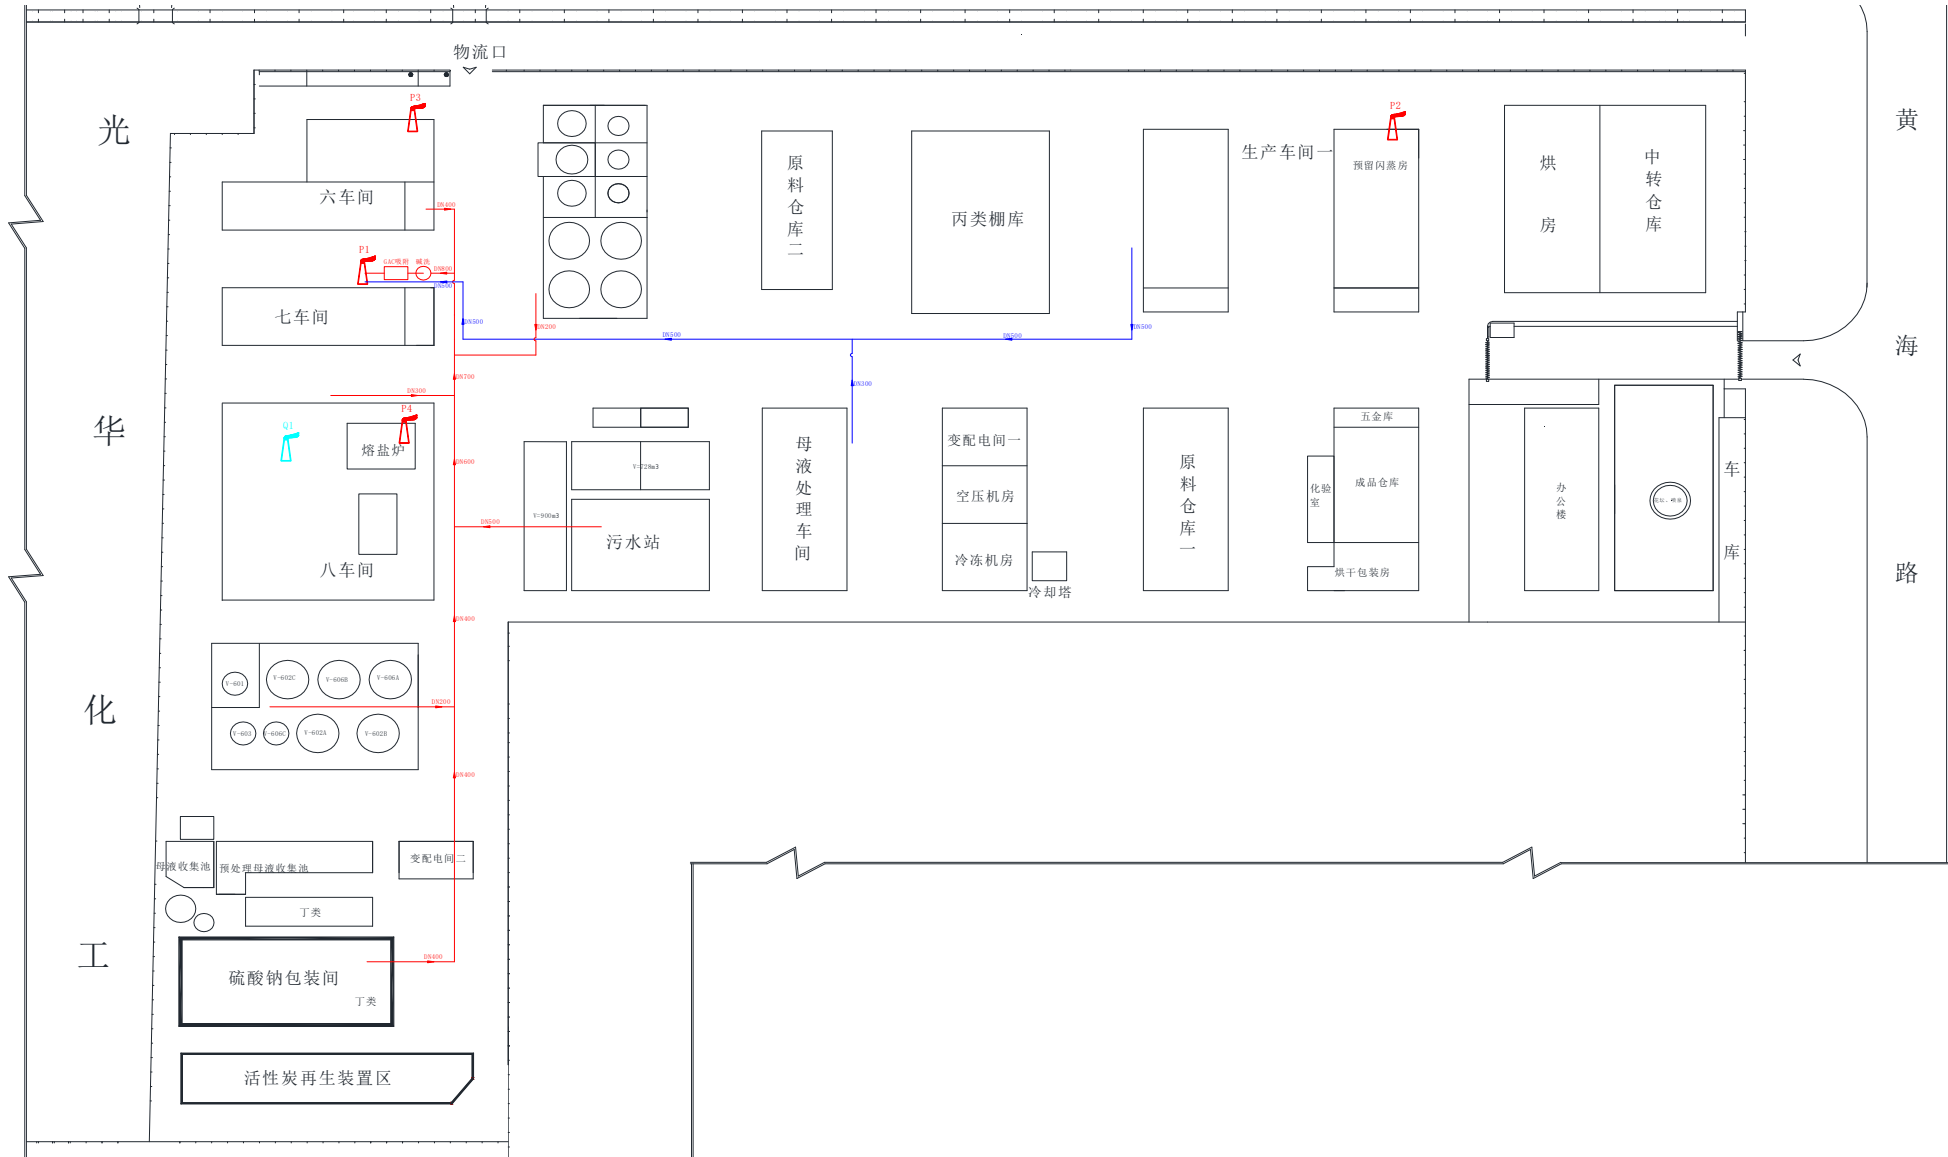 物流口
光华化工
黄海路
P3
P2
六车间
DN400
原料仓库二
丙类棚库
生产车间一
预留闪蒸房
烘房
中转仓库
P1
GAC吸附
碱洗
DN800
DN500
七车间
DN500
DN200
DN500
DN500
DN500
DN700
DN300
DN300
P4
Q1
熔盐炉
DN600
八车间
V=728m3
V=900m3
DN500
污水站
母液处理车间
变配电间一
空压机房
冷冻机房
冷却塔
原料仓库一
五金库
化验室
成品仓库
烘干包装房
办公楼
车库
DN400
V-601
V-602C
V-606B
V-606A
DN200
V-603
V-606C
V-602A
V-602B
DN400
母液收集池
预处理母液收集池
变配电间二
丁类
DN400
硫酸钠包装间
丁类
活性炭再生装置区